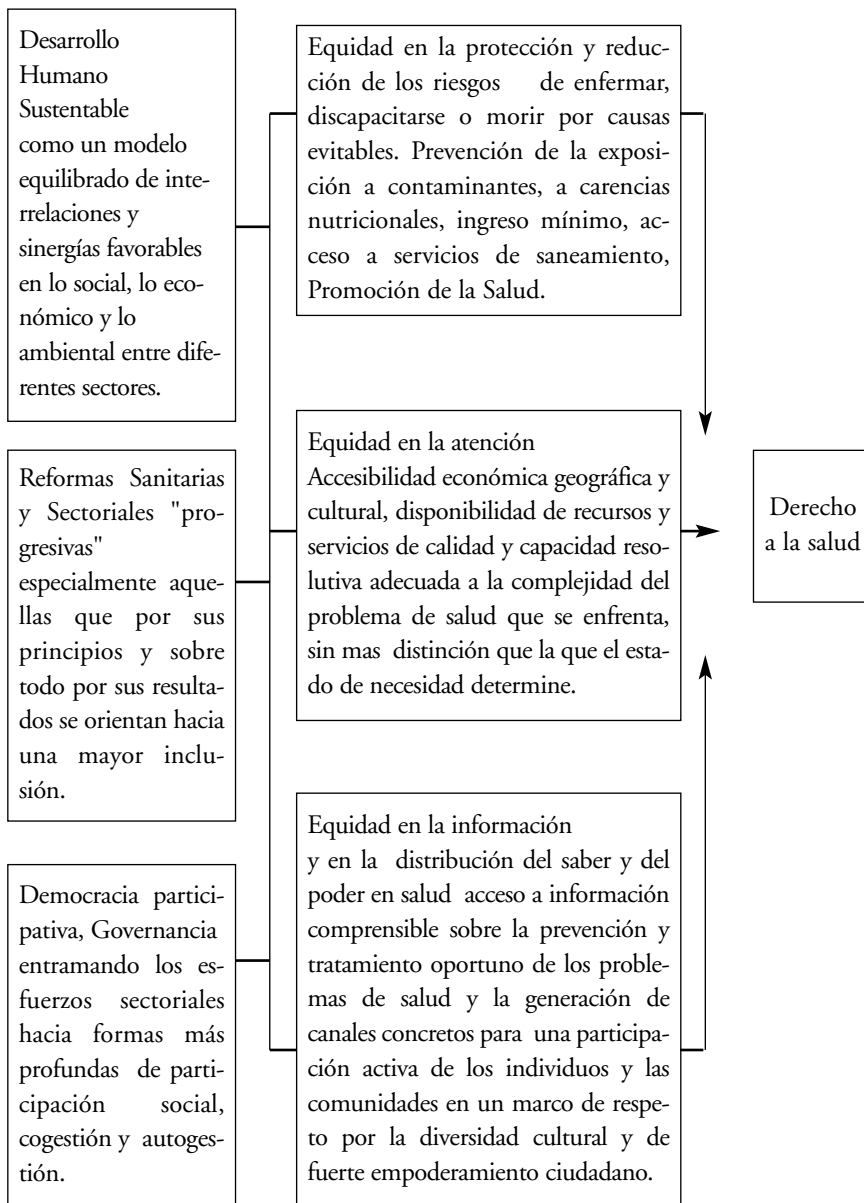 Desarrollo
Humano
Sustentable
como un modelo
equilibrado de inte-
rrelaciones y
sinergías favorables
en lo social, lo eco-
nómico y lo
ambiental entre dife-
rentes sectores.
Reformas Sanitarias
y Sectoriales "pro-
gresivas"
especialmente aque-
llas que por sus
principios y sobre
todo por sus resulta-
dos se orientan hacia
una mayor inclu-
sión.
Democracia partici-
pativa, Governancia
entramando los es-
fuerzos sectoriales
hacia formas más
profundas de parti-
cipación social,
cogestión y autoges-
tión.
Equidad en la protección y reduc-
ción de los riesgos de enfermar,
discapacitarse o morir por causas
evitables. Prevención de la exposi-
ción a contaminantes, a carencias
nutricionales, ingreso mínimo, ac-
ceso a servicios de saneamiento,
Promoción de la Salud.
Equidad en la atención
Accesibilidad económica geográfica y
cultural, disponibilidad de recursos y
servicios de calidad y capacidad reso-
lutiva adecuada a la complejidad del
problema de salud que se enfrenta,
sin mas distinción que la que el esta-
do de necesidad determine.
Equidad en la información
y en la distribución del saber y del
poder en salud acceso a información
comprensible sobre la prevención y
tratamiento oportuno de los proble-
mas de salud y la generación de
canales concretos para una participa-
ción activa de los individuos y las
comunidades en un marco de respe-
to por la diversidad cultural y de
fuerte empoderamiento ciudadano.
Derecho
a la salud